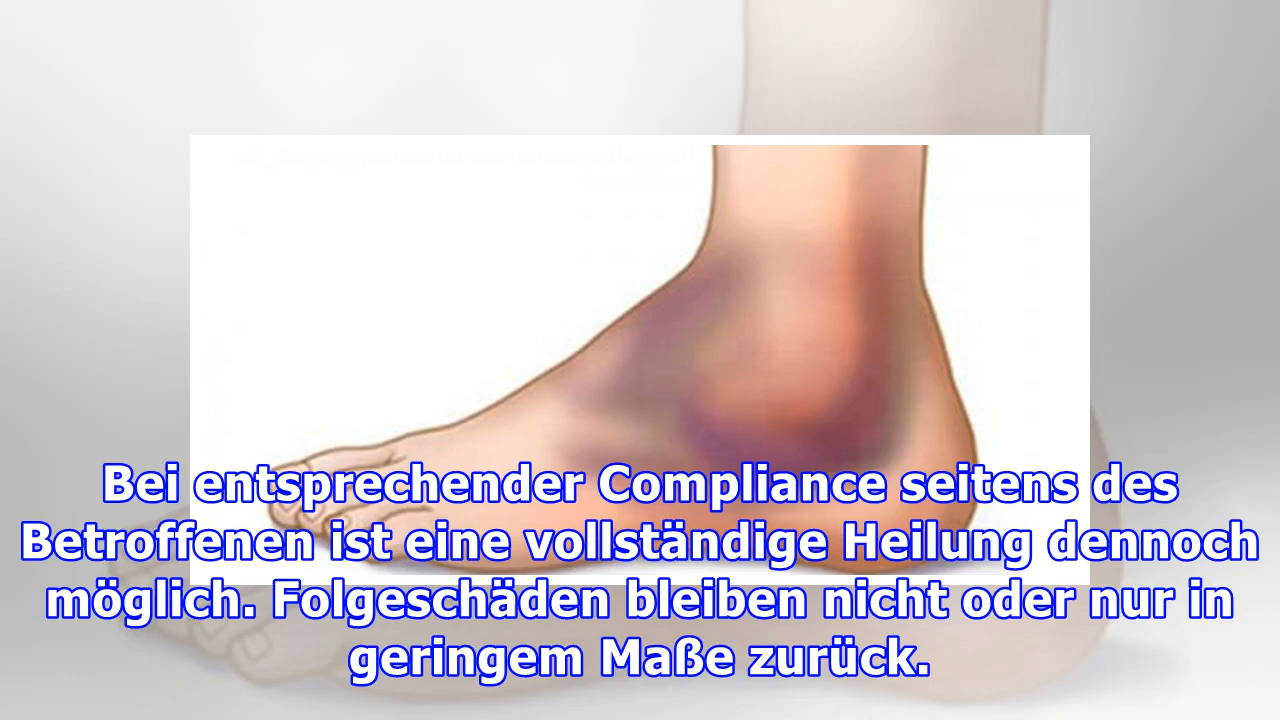 Bei entsprechender Compliance seitens des
Betroffenen ist eine vollständige Heilung dennoch
möglich. Folgeschäden bleiben nicht oder nur in
geringem Maße zurück.